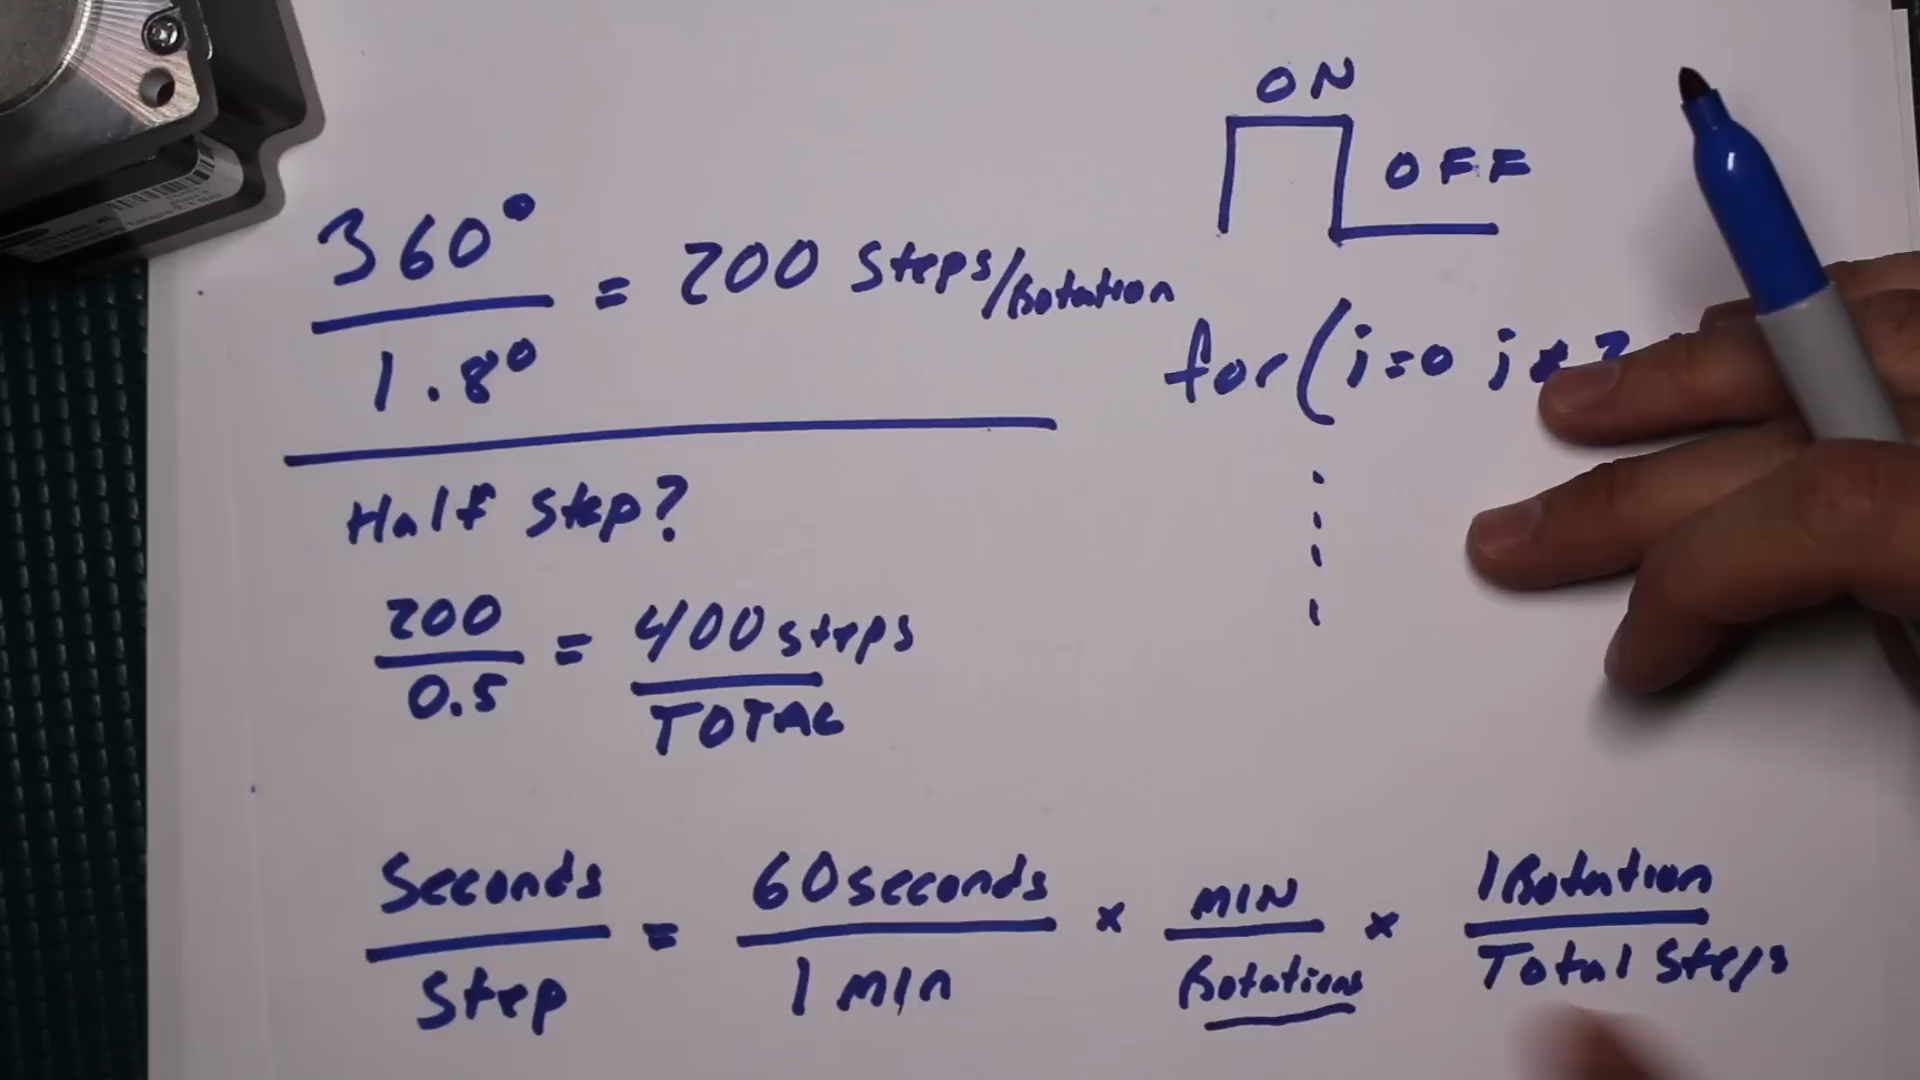 360°
1.8°
= 200 Steps/Rotation
Half Step?
200
0.5
= 400 steps
TOTAL
ON
OFF
for(i=0 ;
Seconds
Step
= 60 seconds
1 min
x MIN
Rotations
x 1 Rotation
Total Steps